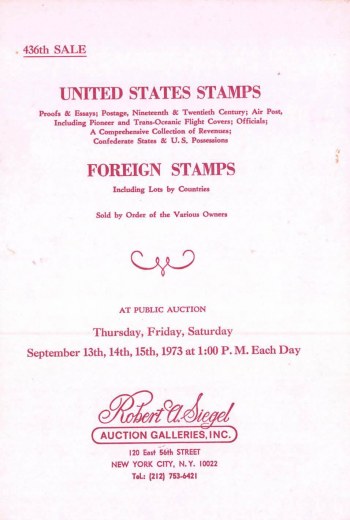 436th SALE
UNITED STATES STAMPS
Proofs & Essays; Postage, Nineteenth & Twentieth Century; Air Post,
Including Pioneer and Trans-Oceanic Flight Covers; Officials;
A Comprehensive Collection of Revenues;
Confederate States & U. S. Possessions
FOREIGN STAMPS
Including Lots by Countries
Sold by Order of the Various Owners
AT PUBLIC AUCTION
Thursday, Friday, Saturday
September 13th, 14th, 15th, 1973 at 1:00 P. M. Each Day
Robert A. Siegel
AUCTION GALLERIES, INC.
120 East 56th STREET
NEW YORK CITY, N. Y. 10022
Tel.: (212) 753-6421